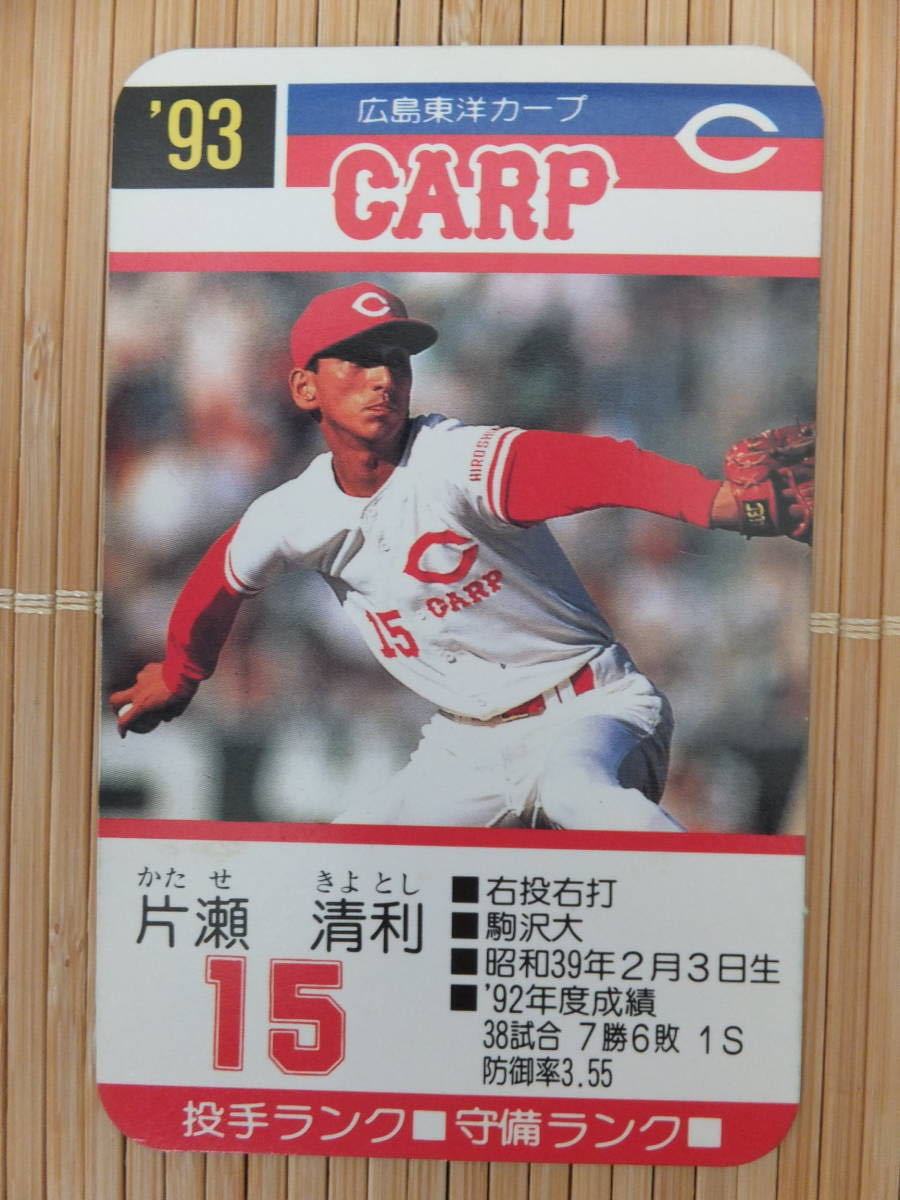 '93
広島東洋カープ
C
CARP
C
HIROSHI
C
CARP
15
かた せ きよ とし
片瀬 清利
15
■右投右打
■駒沢大
■昭和39年2月3日生
■'92年度成績
38試合 7勝6敗 1S
防御率3.55
投手ランク■守備ランク■